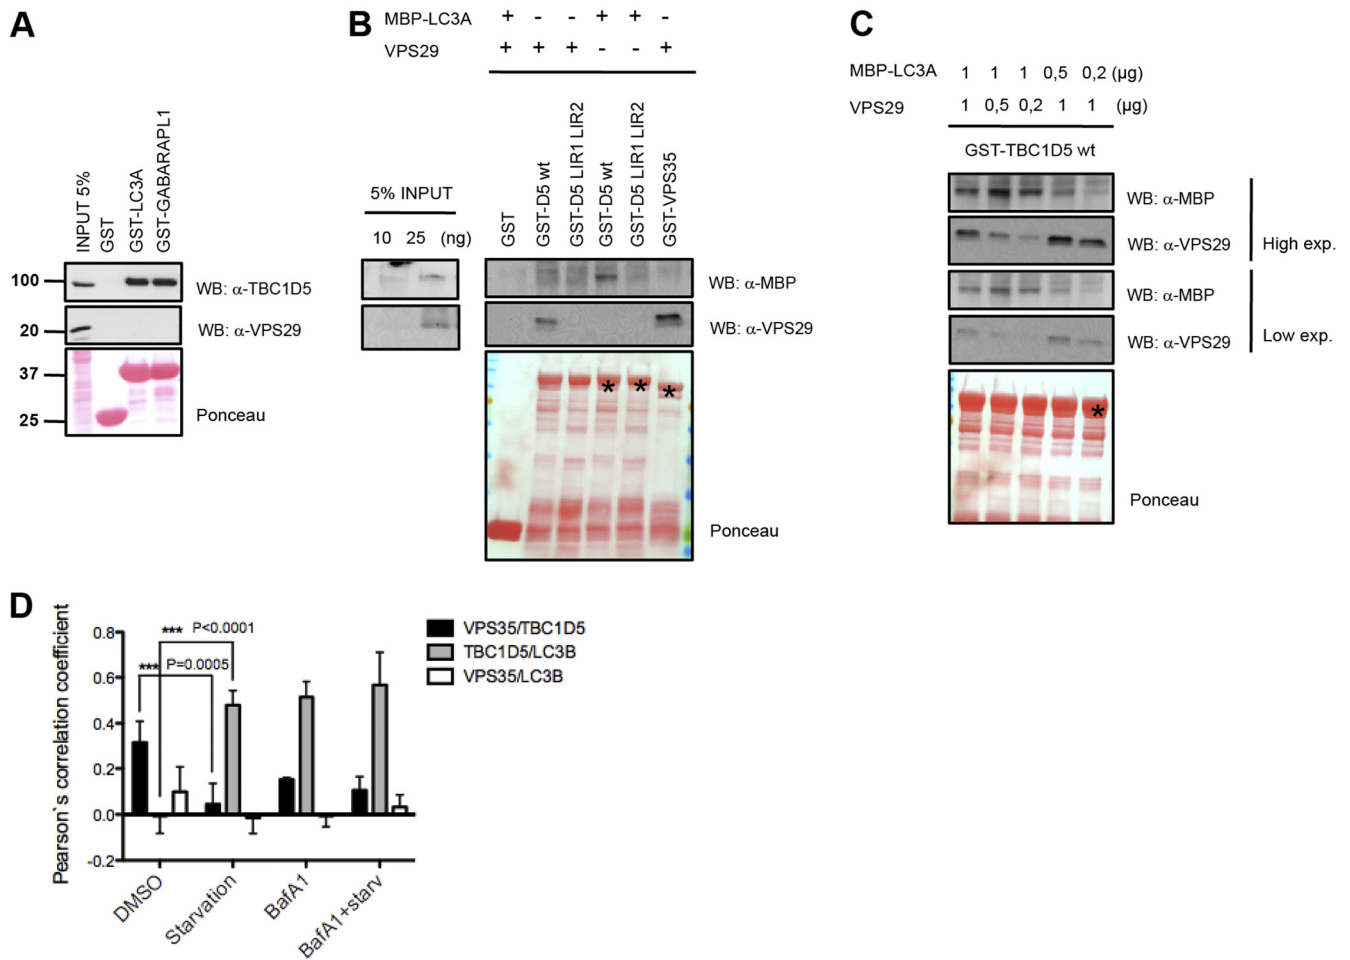 A
INPUT 5%
GST
GST-LC3A
GST-GABARAPL1
100
WB: α-TBC1D5
20
WB: α-VPS29
37
25
Ponceau
B
MBP-LC3A + - - + + -
VPS29 + + + - - +
5% INPUT
10 25 (ng)
GST
GST-D5 wt
GST-D5 LIR1 LIR2
GST-D5 wt
GST-D5 LIR1 LIR2
GST-VPS35
WB: α-MBP
WB: α-VPS29
* * *
Ponceau
C
MBP-LC3A 1 1 1 0,5 0,2 (µg)
VPS29 1 0,5 0,2 1 1 (µg)
GST-TBC1D5 wt
WB: α-MBP
WB: α-VPS29
High exp.
WB: α-MBP
WB: α-VPS29
Low exp.
*
Ponceau
D
Pearson`s correlation coefficient
0.8
0.6
0.4
0.2
0.0
-0.2
*** P<0.0001
*** P=0.0005
VPS35/TBC1D5
TBC1D5/LC3B
VPS35/LC3B
DMSO
Starvation
BafA1
BafA1+starv